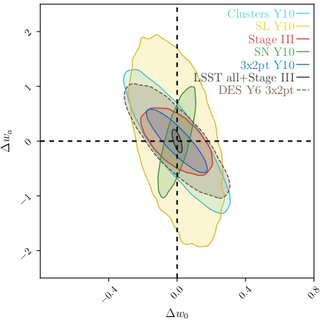 Clusters Y10
SL Y10
Stage III
SN Y10
3x2pt Y10
LSST all+Stage III
DES Y6 3x2pt
2
1
0
−1
−2
Δwₐ
−0.4
0.0
0.4
0.8
Δw₀